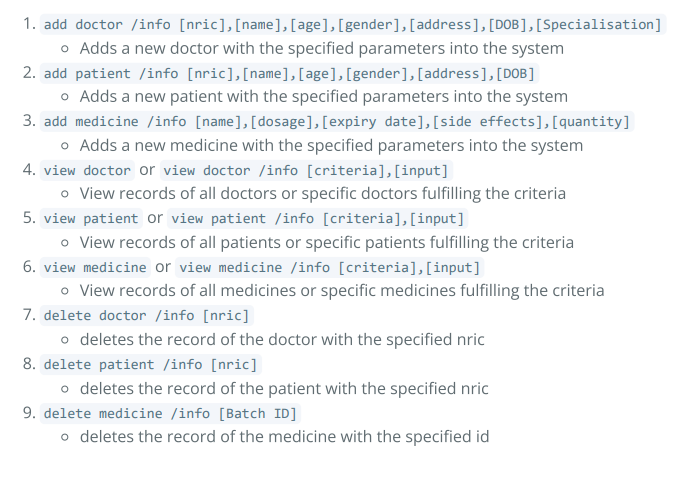 1. add doctor /info [nric],[name],[age],[gender],[address],[DOB],[Specialisation]
○ Adds a new doctor with the specified parameters into the system
2. add patient /info [nric],[name],[age],[gender],[address],[DOB]
○ Adds a new patient with the specified parameters into the system
3. add medicine /info [name],[dosage],[expiry date],[side effects],[quantity]
○ Adds a new medicine with the specified parameters into the system
4. view doctor or view doctor /info [criteria],[input]
○ View records of all doctors or specific doctors fulfilling the criteria
5. view patient or view patient /info [criteria],[input]
○ View records of all patients or specific patients fulfilling the criteria
6. view medicine or view medicine /info [criteria],[input]
○ View records of all medicines or specific medicines fulfilling the criteria
7. delete doctor /info [nric]
○ deletes the record of the doctor with the specified nric
8. delete patient /info [nric]
○ deletes the record of the patient with the specified nric
9. delete medicine /info [Batch ID]
○ deletes the record of the medicine with the specified id